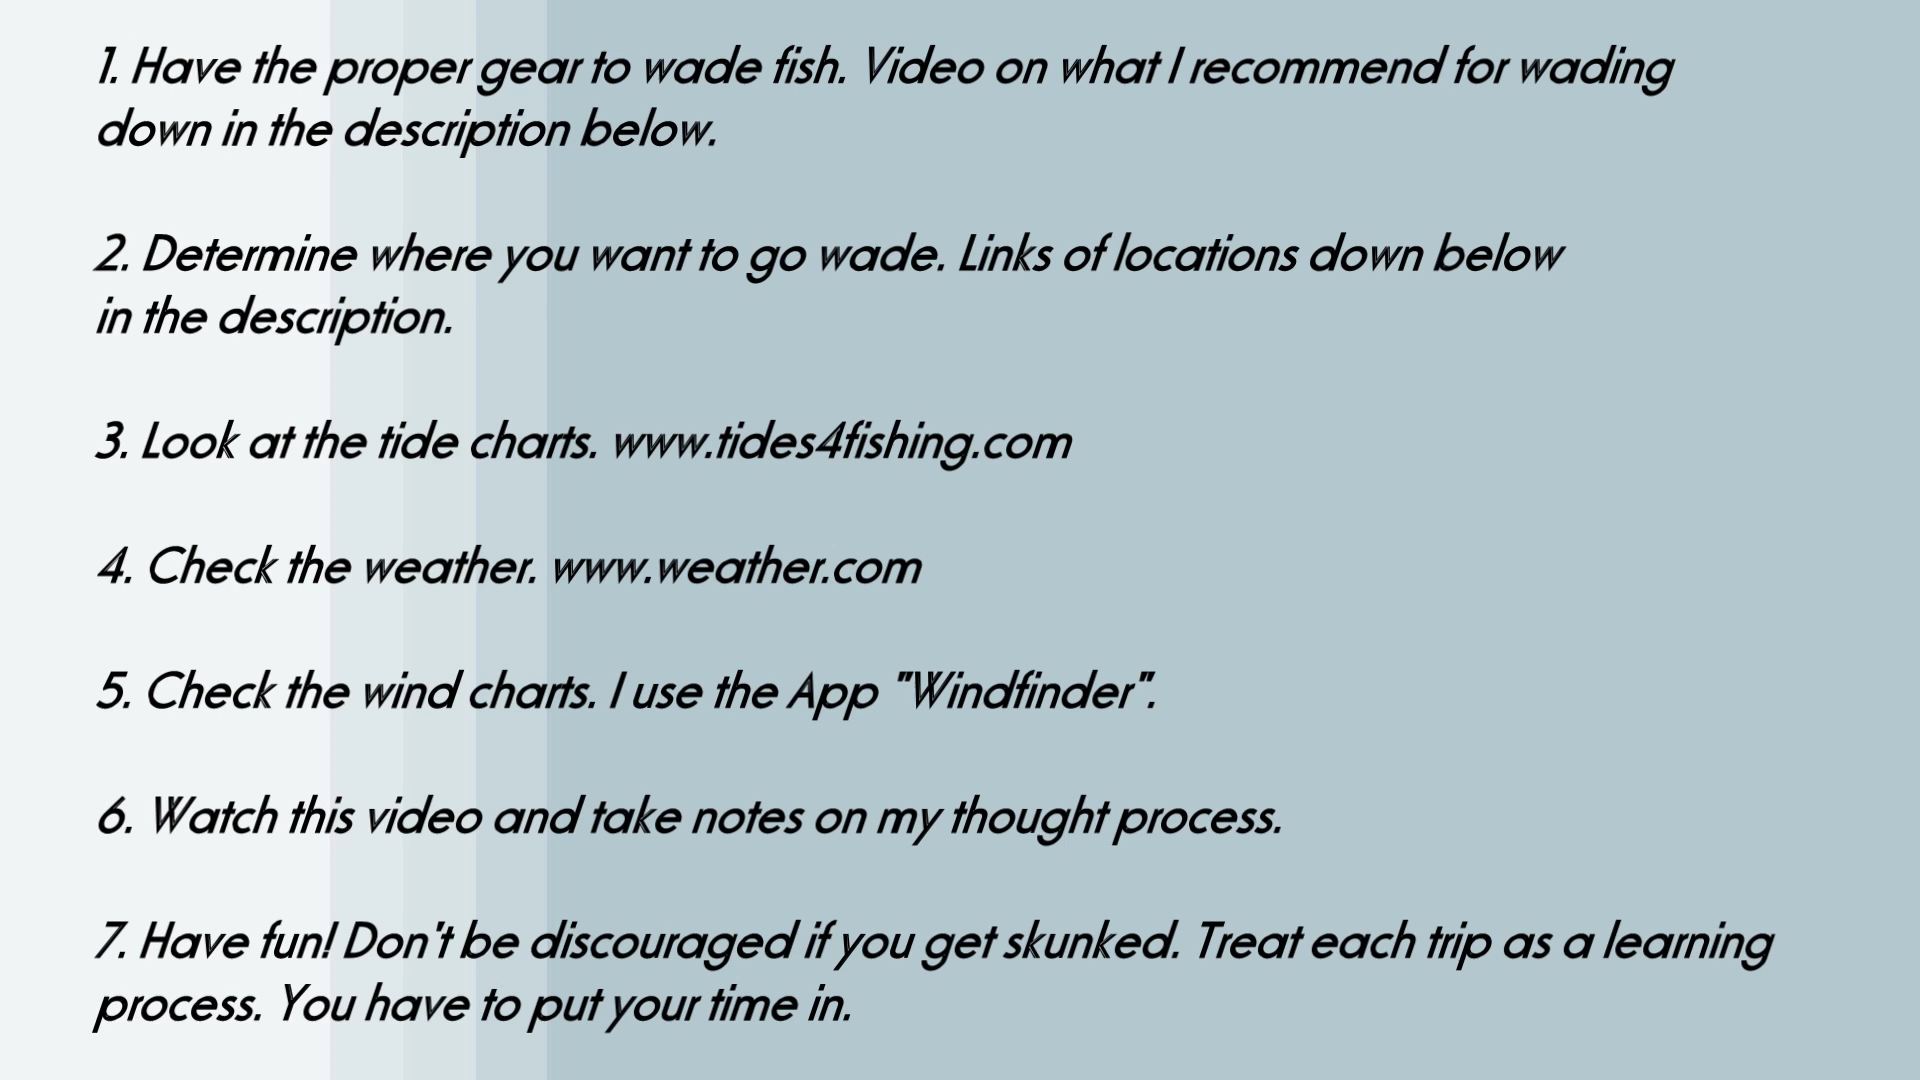 1. Have the proper gear to wade fish. Video on what I recommend for wading
down in the description below.
2. Determine where you want to go wade. Links of locations down below
in the description.
3. Look at the tide charts. www.tides4fishing.com
4. Check the weather. www.weather.com
5. Check the wind charts. I use the App "Windfinder".
6. Watch this video and take notes on my thought process.
7. Have fun! Don't be discouraged if you get skunked. Treat each trip as a learning
process. You have to put your time in.